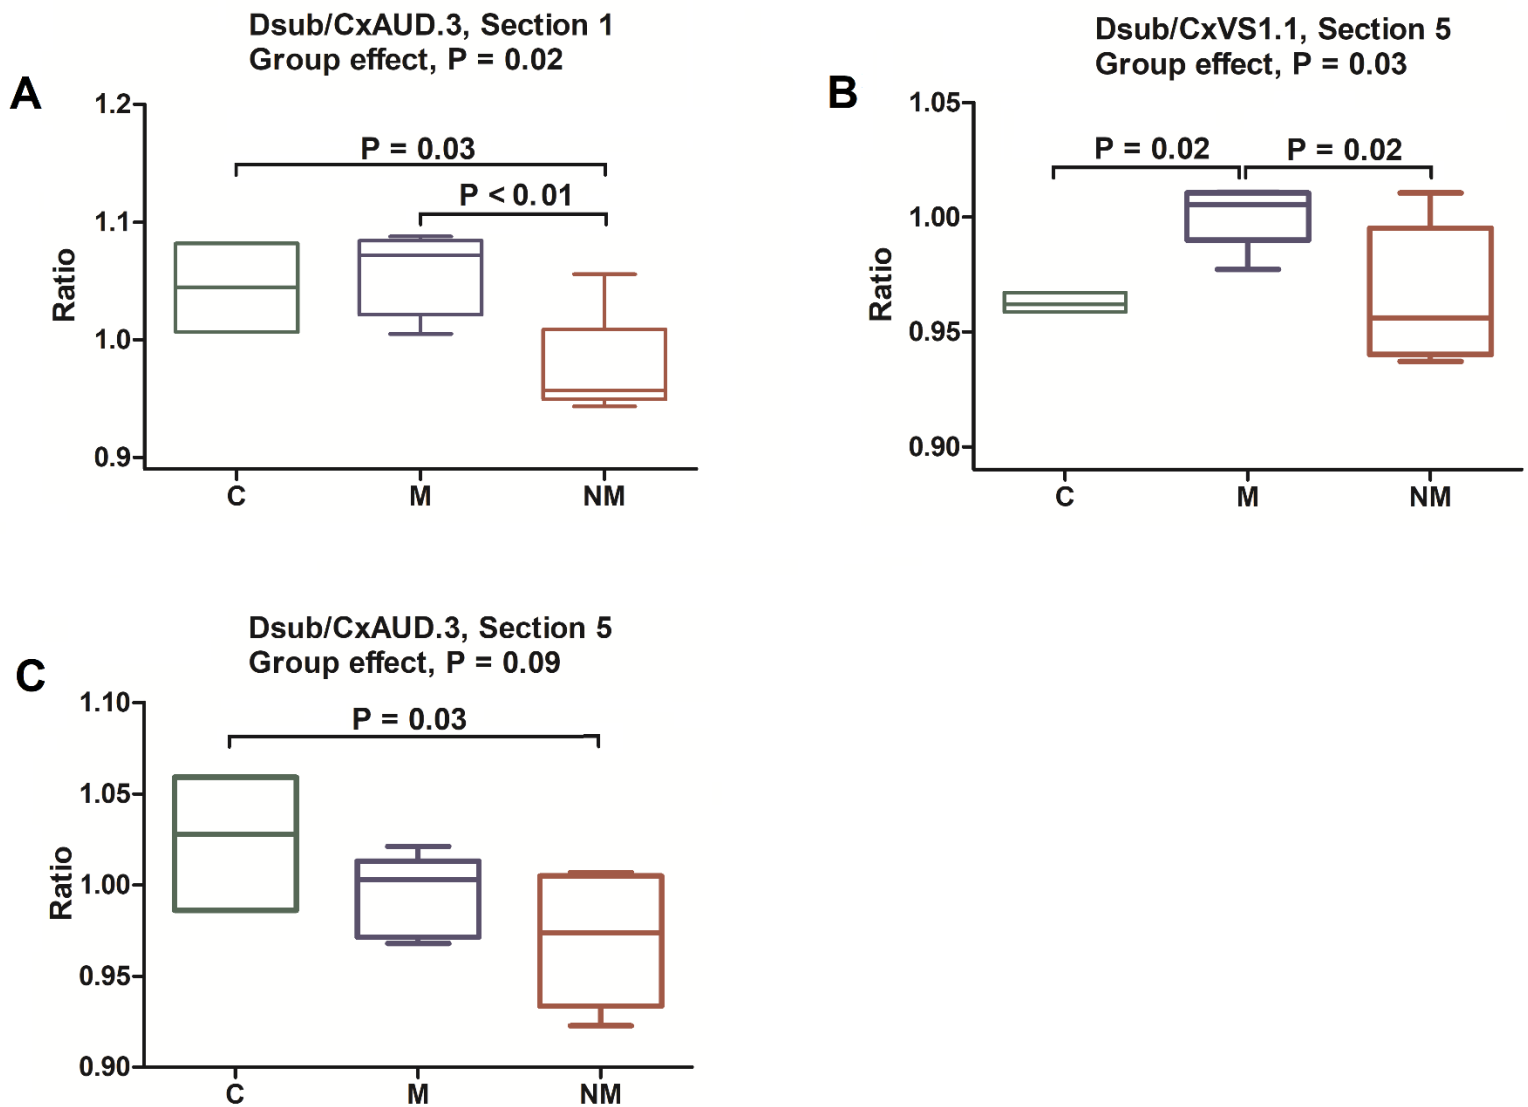 Dsub/CxAUD.3, Section 1
Group effect, P = 0.02
A
1.2
1.1
1.0
0.9
Ratio
P = 0.03
P < 0.01
C
M
NM
Dsub/CxVS1.1, Section 5
Group effect, P = 0.03
B
1.05
1.00
0.95
0.90
Ratio
P = 0.02
P = 0.02
C
M
NM
Dsub/CxAUD.3, Section 5
Group effect, P = 0.09
C
1.10
1.05
1.00
0.95
0.90
Ratio
P = 0.03
C
M
NM